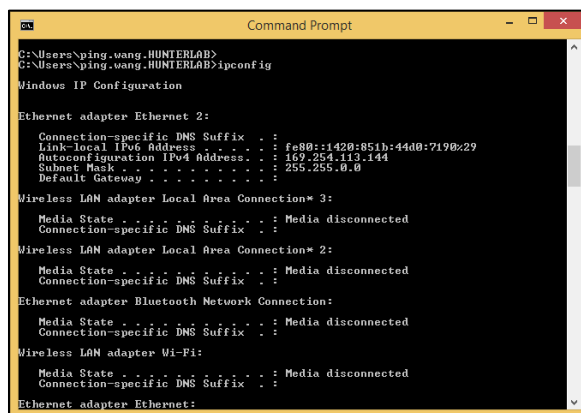 Command Prompt
C:\Users\ping.wang.HUNTERLAB>
C:\Users\ping.wang.HUNTERLAB>ipconfig
Windows IP Configuration
Ethernet adapter Ethernet 2:
Connection-specific DNS Suffix  . :
Link-local IPv6 Address . . . . . : fe80::1420:851b:44d0:7190%29
Autoconfiguration IPv4 Address. . : 169.254.113.144
Subnet Mask . . . . . . . . . . . : 255.255.0.0
Default Gateway . . . . . . . . . :
Wireless LAN adapter Local Area Connection* 3:
Media State . . . . . . . . . . . : Media disconnected
Connection-specific DNS Suffix  . :
Wireless LAN adapter Local Area Connection* 2:
Media State . . . . . . . . . . . : Media disconnected
Connection-specific DNS Suffix  . :
Ethernet adapter Bluetooth Network Connection:
Media State . . . . . . . . . . . : Media disconnected
Connection-specific DNS Suffix  . :
Wireless LAN adapter Wi-Fi:
Media State . . . . . . . . . . . : Media disconnected
Connection-specific DNS Suffix  . :
Ethernet adapter Ethernet: